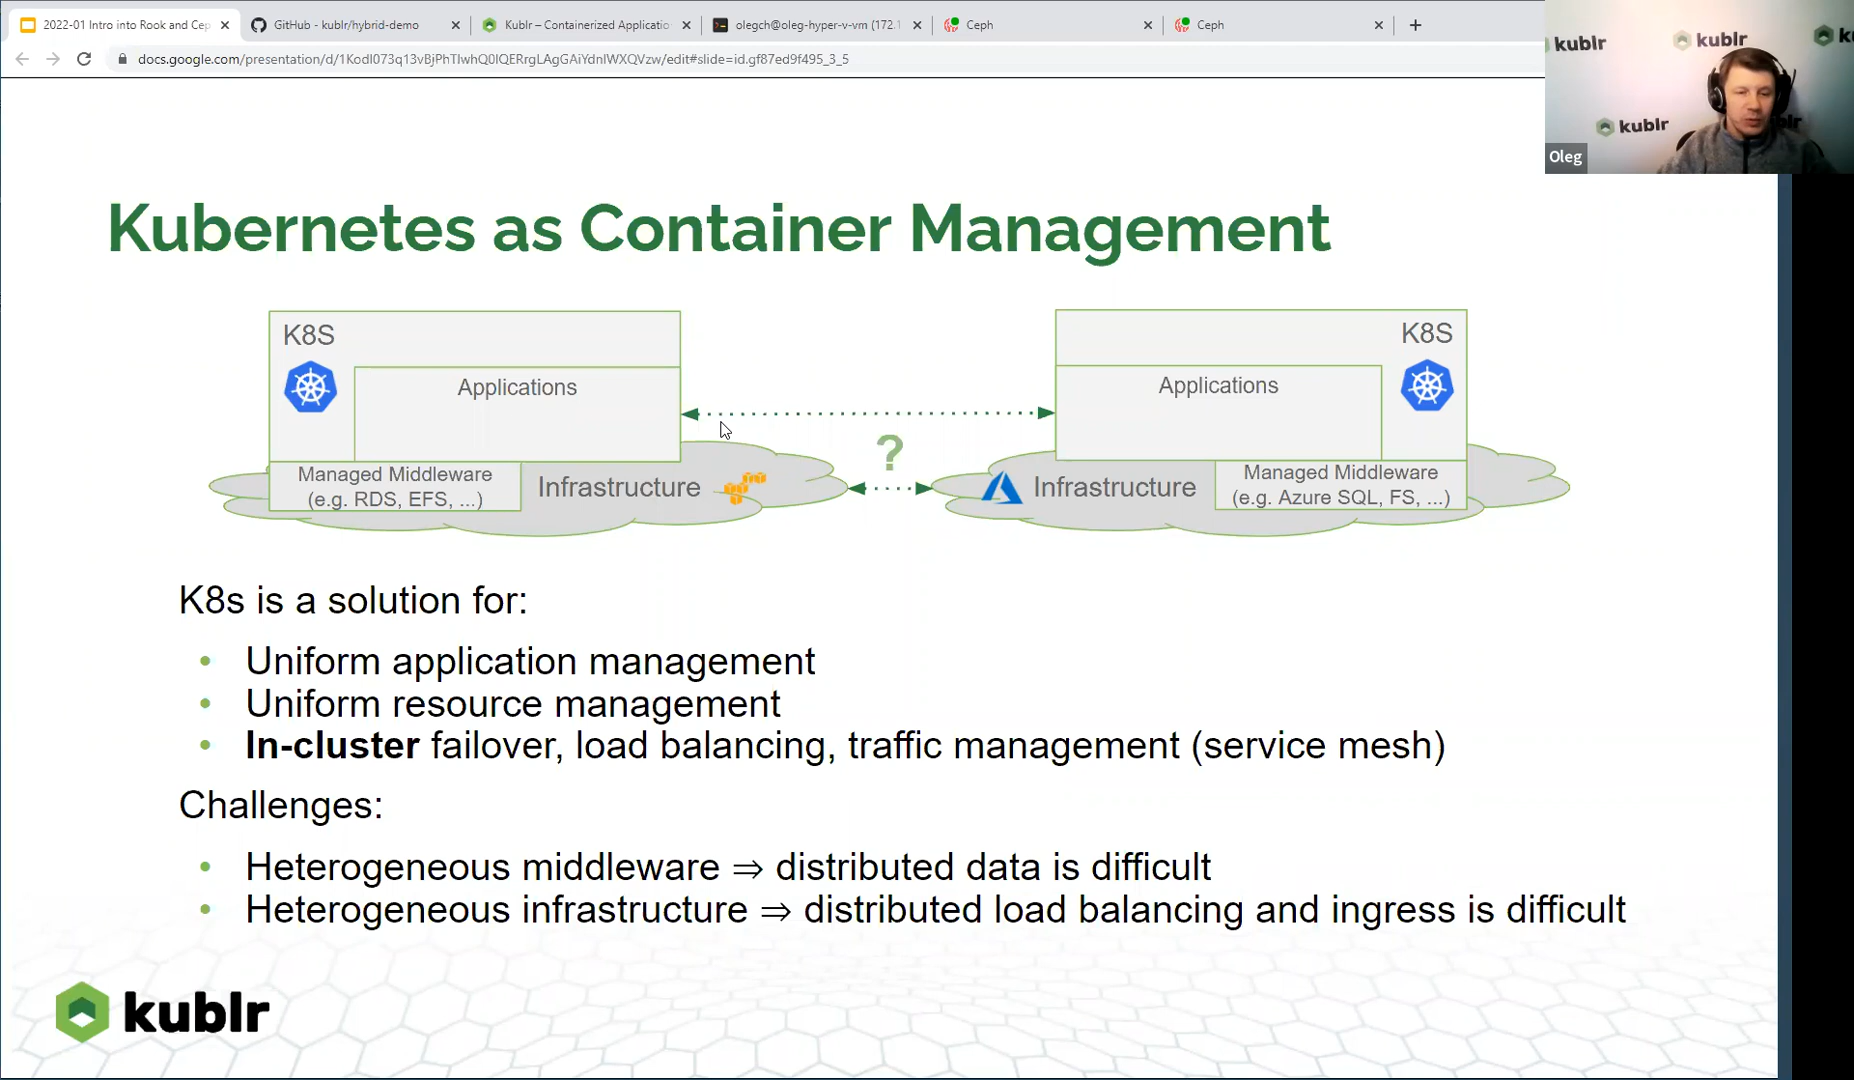 2022-01 Intro into Rook and Cep
GitHub - kublr/hybrid-demo
Kublr – Containerized Applicatio
olegch@oleg-hyper-v-vm (172.1
Ceph
Ceph
docs.google.com/presentation/d/1KodI073q13vBjPhTIwhQ0IQERrgLAgGAiYdnIWXQVzw/edit#slide=id.gf87ed9f495_3_5
kublr
kublr
kublr
Oleg
Kubernetes as Container Management
K8S
Applications
Managed Middleware
(e.g. RDS, EFS, ...)
Infrastructure
?
K8S
Applications
Infrastructure
Managed Middleware
(e.g. Azure SQL, FS, ...)
K8s is a solution for:
• Uniform application management
• Uniform resource management
• In-cluster failover, load balancing, traffic management (service mesh)
Challenges:
• Heterogeneous middleware ⇒ distributed data is difficult
• Heterogeneous infrastructure ⇒ distributed load balancing and ingress is difficult
kublr